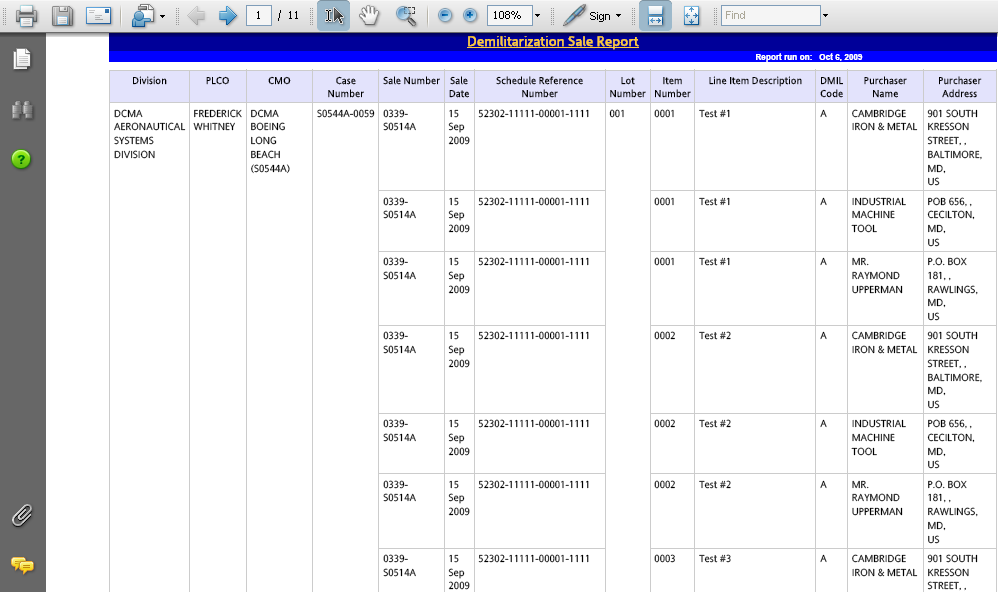 1 / 11 108% Sign Find
Demilitarization Sale Report
Report run on: Oct 6, 2009
Division PLCO CMO Case Number Sale Number Sale Date Schedule Reference Number Lot Number Item Number Line Item Description DMIL Code Purchaser Name Purchaser Address
DCMA AERONAUTICAL SYSTEMS DIVISION FREDERICK WHITNEY DCMA BOEING LONG BEACH (S0544A) S0544A-0059 0339-S0514A 15 Sep 2009 52302-11111-00001-1111 001 0001 Test #1 A CAMBRIDGE IRON & METAL 901 SOUTH KRESSON STREET, , BALTIMORE, MD, US
0339-S0514A 15 Sep 2009 52302-11111-00001-1111 0001 Test #1 A INDUSTRIAL MACHINE TOOL POB 656, , CECILTON, MD, US
0339-S0514A 15 Sep 2009 52302-11111-00001-1111 0001 Test #1 A MR. RAYMOND UPPERMAN P.O. BOX 181, , RAWLINGS, MD, US
0339-S0514A 15 Sep 2009 52302-11111-00001-1111 0002 Test #2 A CAMBRIDGE IRON & METAL 901 SOUTH KRESSON STREET, , BALTIMORE, MD, US
0339-S0514A 15 Sep 2009 52302-11111-00001-1111 0002 Test #2 A INDUSTRIAL MACHINE TOOL POB 656, , CECILTON, MD, US
0339-S0514A 15 Sep 2009 52302-11111-00001-1111 0002 Test #2 A MR. RAYMOND UPPERMAN P.O. BOX 181, , RAWLINGS, MD, US
0339-S0514A 15 Sep 2009 52302-11111-00001-1111 0003 Test #3 A CAMBRIDGE IRON & METAL 901 SOUTH KRESSON STREET, ,